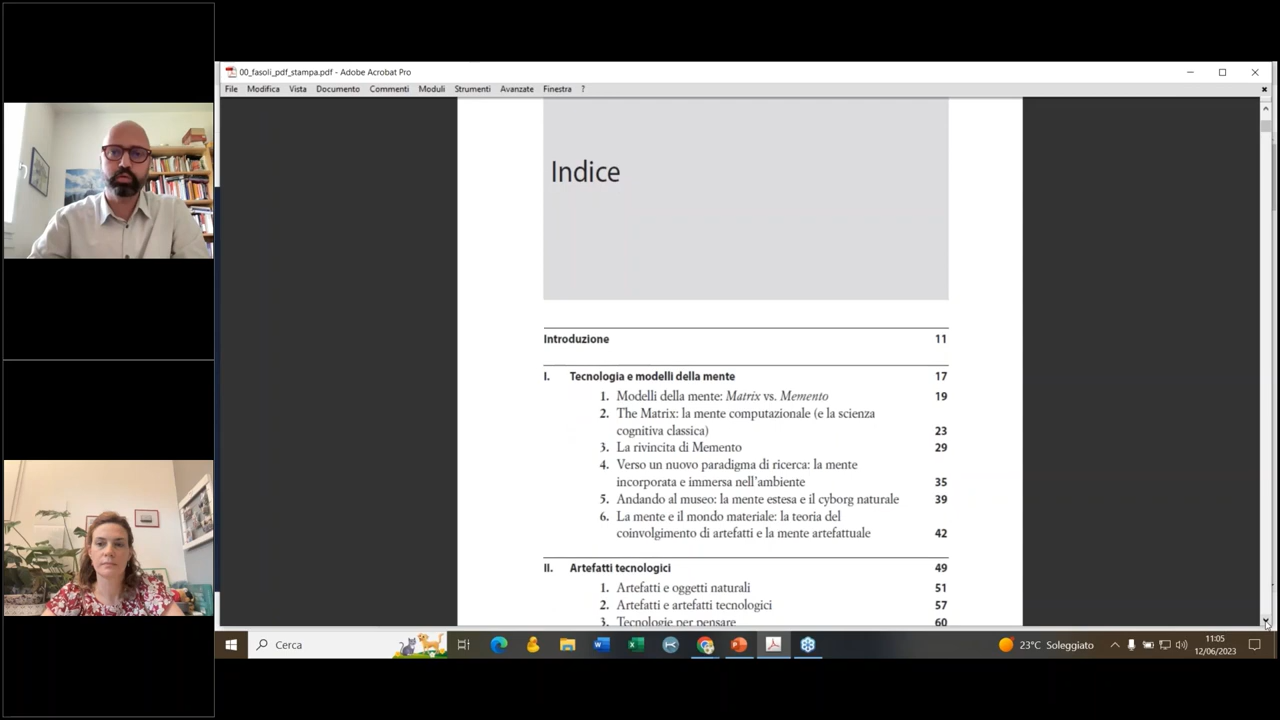 00_fasoli_pdf_stampa.pdf - Adobe Acrobat Pro
File Modifica Vista Documento Commenti Moduli Strumenti Avanzate Finestra ?
Indice
Introduzione 11
I. Tecnologia e modelli della mente 17
1. Modelli della mente: Matrix vs. Memento 19
2. The Matrix: la mente computazionale (e la scienza
cognitiva classica) 23
3. La rivincita di Memento 29
4. Verso un nuovo paradigma di ricerca: la mente
incorporata e immersa nell'ambiente 35
5. Andando al museo: la mente estesa e il cyborg naturale 39
6. La mente e il mondo materiale: la teoria del
coinvolgimento di artefatti e la mente artefattuale 42
II. Artefatti tecnologici 49
1. Artefatti e oggetti naturali 51
2. Artefatti e artefatti tecnologici 57
3. Tecnologie per pensare 60
Cerca
23°C Soleggiato
11:05
12/06/2023